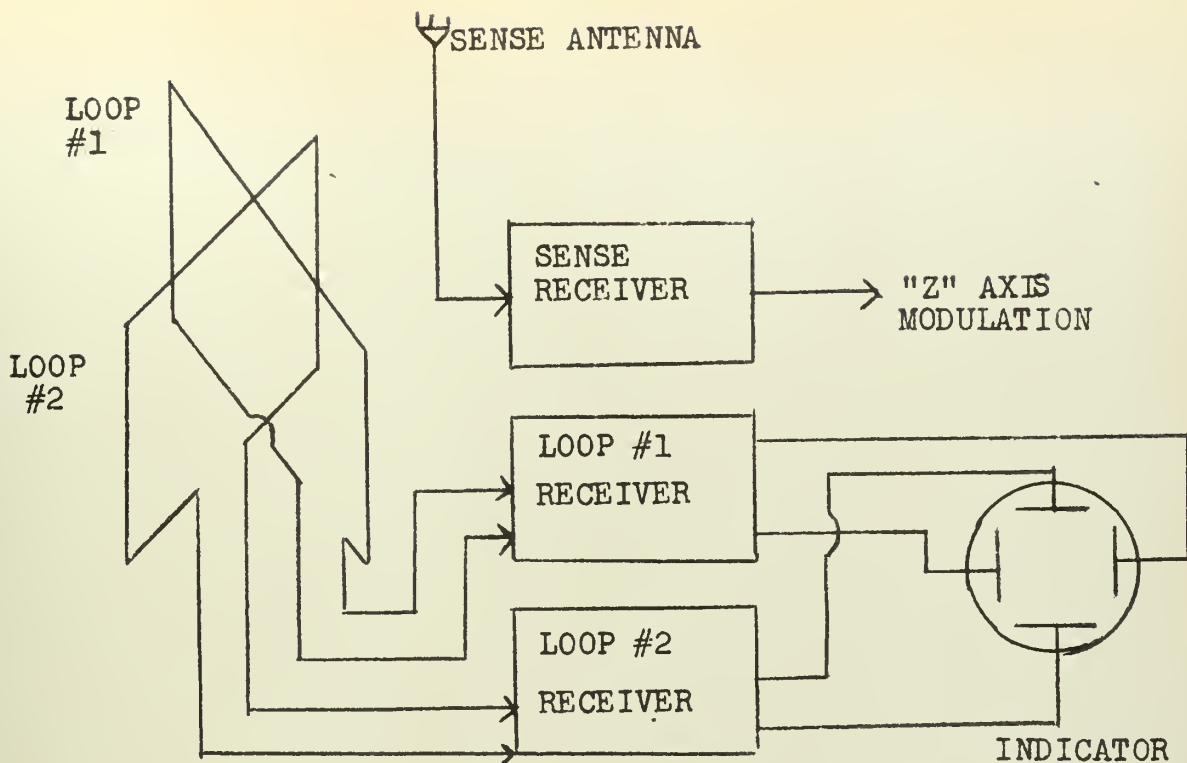 SENSE ANTENNA
LOOP
#1
SENSE
RECEIVER
"Z" AXIS
MODULATION
LOOP
#2
LOOP #1
RECEIVER
LOOP #2
RECEIVER
INDICATOR